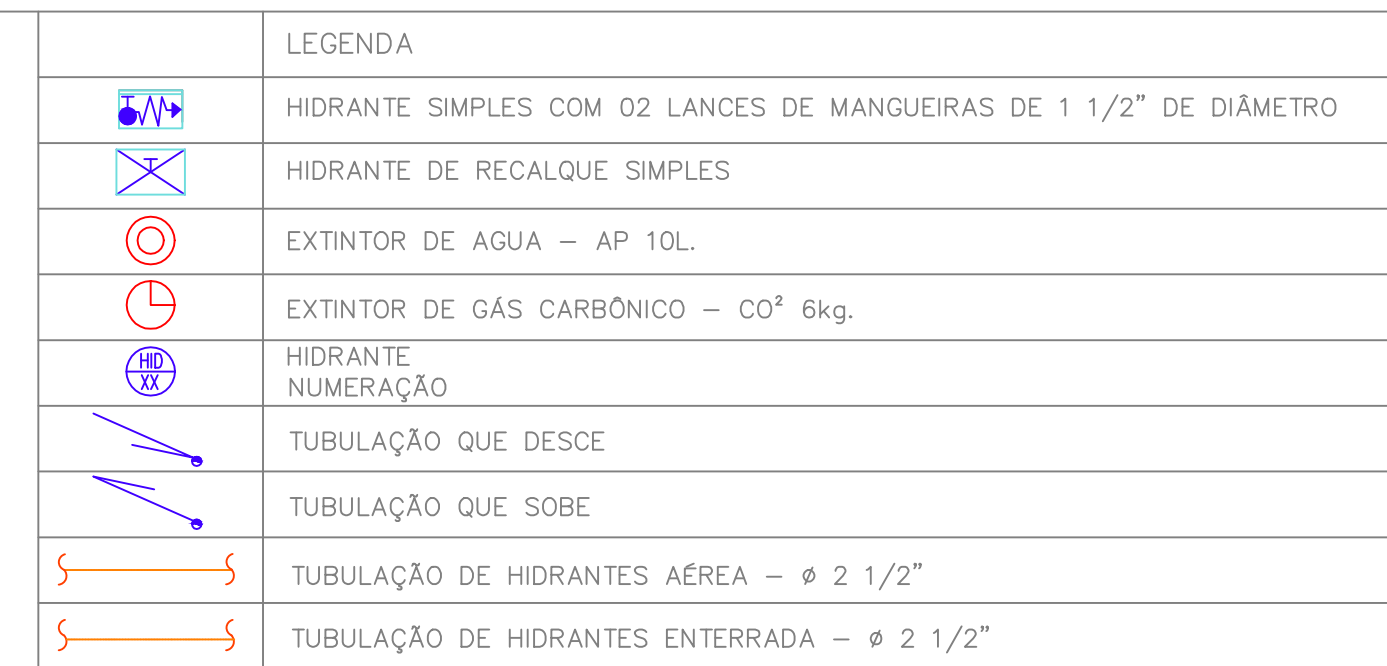 LEGENDA
HIDRANTE SIMPLES COM 02 LANCES DE MANGUEIRAS DE 1 1/2” DE DIÂMETRO
HIDRANTE DE RECALQUE SIMPLES
EXTINTOR DE AGUA – AP 10L.
EXTINTOR DE GÁS CARBÔNICO – CO² 6kg.
HID
XX
HIDRANTE
NUMERAÇÃO
TUBULAÇÃO QUE DESCE
TUBULAÇÃO QUE SOBE
TUBULAÇÃO DE HIDRANTES AÉREA – ø 2 1/2”
TUBULAÇÃO DE HIDRANTES ENTERRADA – ø 2 1/2”